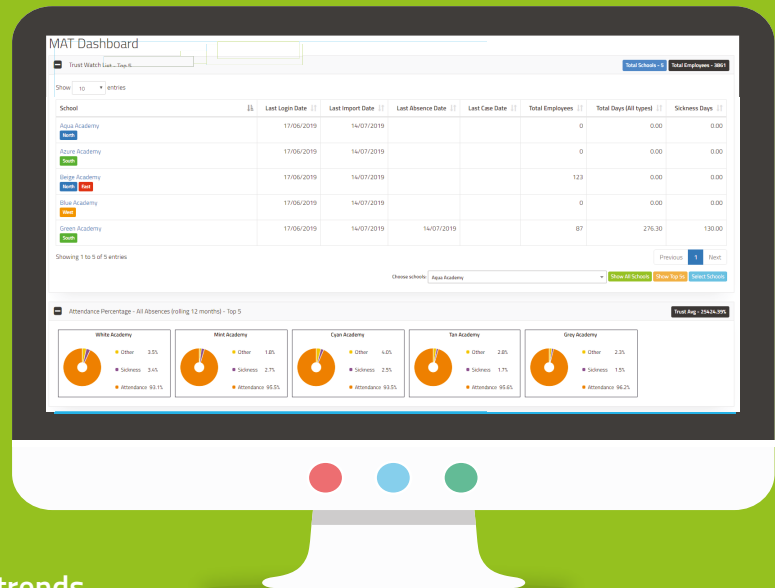 MAT Dashboard
Trust Watch List - Top 5
Total Schools - 5 Total Employees - 3861
Show 10 entries
School Last Login Date Last Import Date Last Absence Date Last Case Date Total Employees Total Days (All types) Sickness Days
Aqua Academy 17/06/2019 14/07/2019 0 0.00 0.00
North
Azure Academy 17/06/2019 14/07/2019 0 0.00 0.00
South
Beige Academy 17/06/2019 14/07/2019 123 0.00 0.00
North East
Blue Academy 17/06/2019 14/07/2019 0 0.00 0.00
West
Green Academy 17/06/2019 14/07/2019 14/07/2019 87 276.30 130.00
South
Showing 1 to 5 of 5 entries Previous 1 Next
Choose schools: Aqua Academy Show All Schools Show Top 5s Select Schools
Attendance Percentage - All Absences (rolling 12 months) - Top 5 Trust Avg - 25424.39%
White Academy Mint Academy Cyan Academy Tan Academy Grey Academy
Other 3.5% Other 1.8% Other 4.0% Other 2.8% Other 2.3%
Sickness 3.4% Sickness 2.7% Sickness 2.5% Sickness 1.7% Sickness 1.5%
Attendance 93.1% Attendance 95.5% Attendance 93.5% Attendance 95.6% Attendance 96.2%
trends